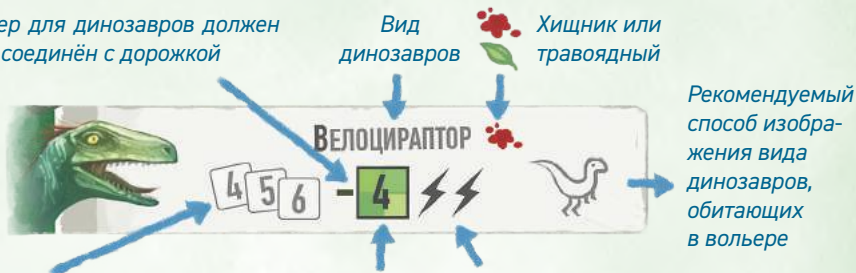 ер для динозавров должен
соединён с дорожкой
Вид
динозавров
Хищник или
травоядный
Рекомендуемый
способ изобра-
жения вида
динозавров,
обитающих
в вольере
ВЕЛОЦИРАПТОР
4 5 6 - 4